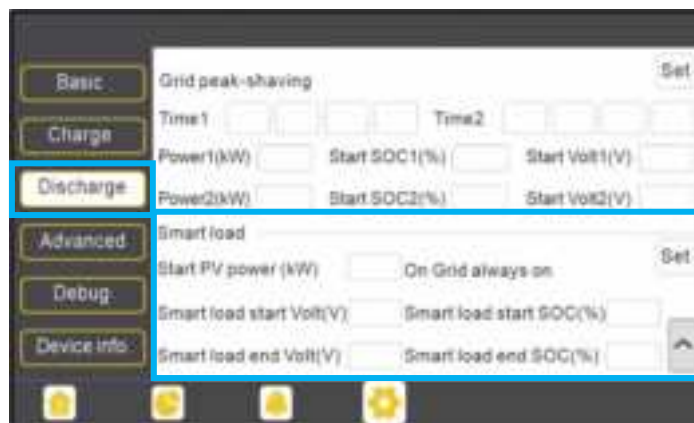 Basic
Charge
Discharge
Advanced
Debug
Device info
Grid peak-shaving
Set
Time1
Time2
Power1(kW)
Start SOC1(%)
Start Volt1(V)
Power2(kW)
Start SOC2(%)
Start Volt2(V)
Smart load
Set
Start PV power (kW)
On Grid always on
Smart load start Volt(V)
Smart load start SOC(%)
Smart load end Volt(V)
Smart load end SOC(%)